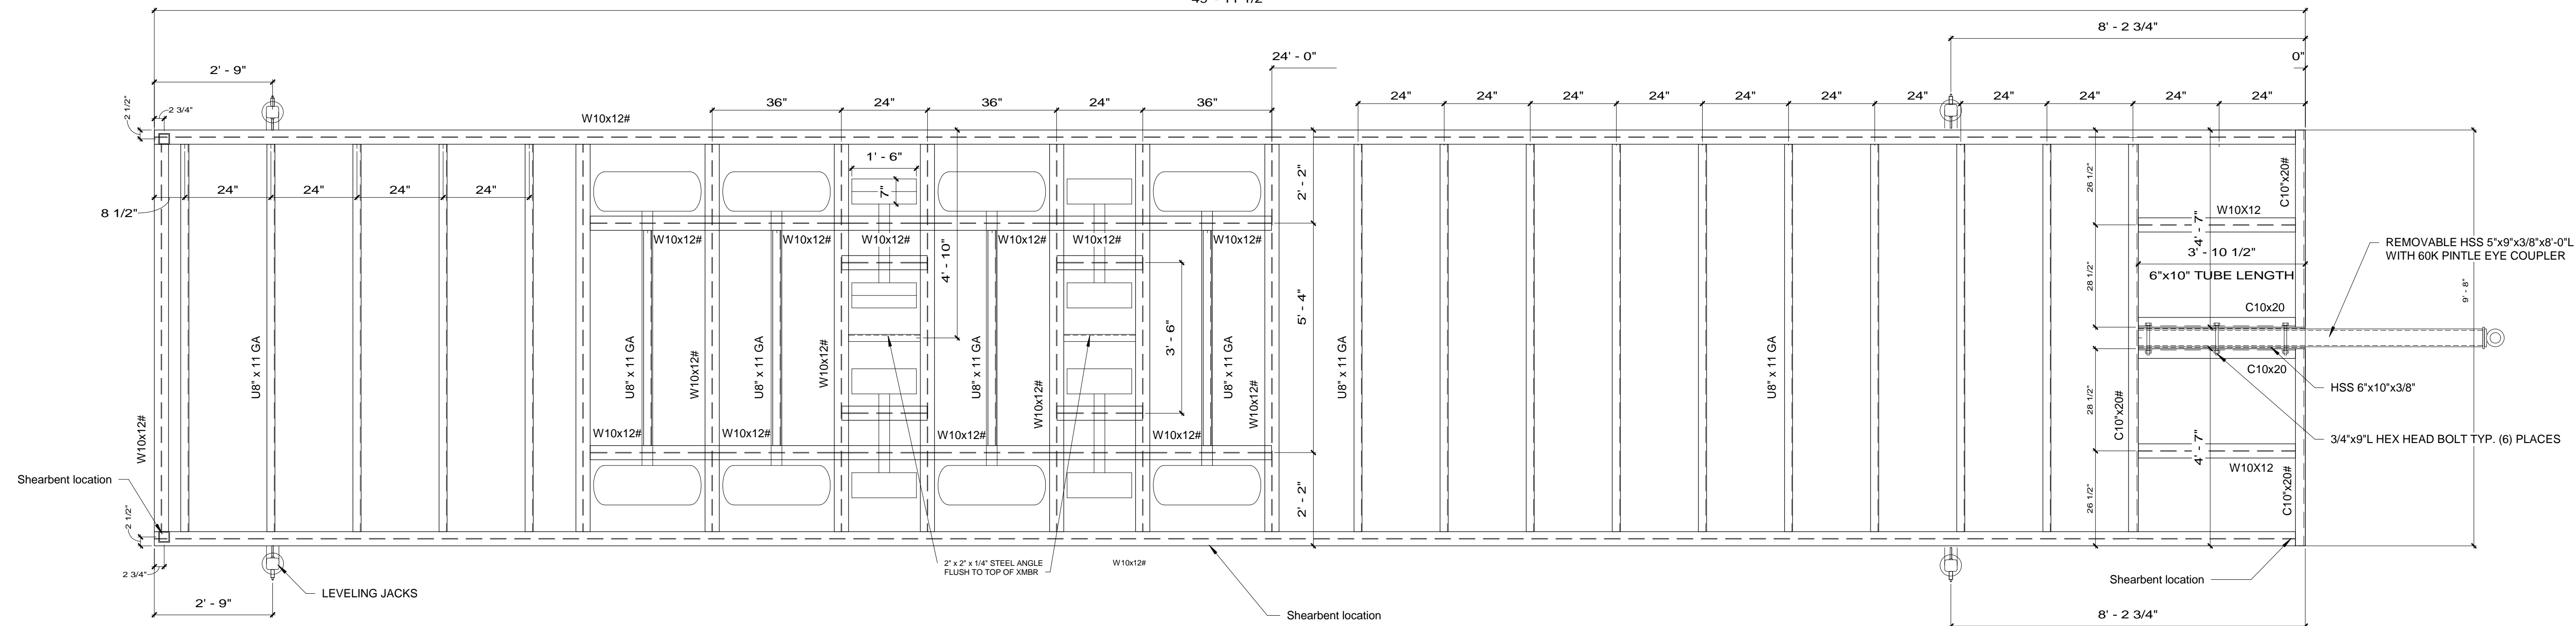 8' - 2 3/4"
2' - 9"
24' - 0"
0"
2 1/2"
2 3/4"
36"
24"
36"
24"
36"
24"
24"
24"
24"
24"
24"
24"
24"
24"
24"
24"
W10x12#
1' - 6"
7"
2' - 2"
26 1/2"
C10"x20#
8 1/2"
24"
24"
24"
24"
W10X12
4' - 7"
W10x12#
W10x12#
W10x12#
W10x12#
W10x12#
W10x12#
4' - 10"
3' - 10 1/2"
6"x10" TUBE LENGTH
28 1/2"
REMOVABLE HSS 5"x9"x3/8"x8'-0"L
WITH 60K PINTLE EYE COUPLER
9' - 8"
5' - 4"
3' - 6"
C10x20
U8" x 11 GA
U8" x 11 GA
W10x12#
U8" x 11 GA
W10x12#
U8" x 11 GA
W10x12#
U8" x 11 GA
W10x12#
U8" x 11 GA
U8" x 11 GA
C10x20
HSS 6"x10"x3/8"
W10x12#
C10"x20#
28 1/2"
W10x12#
W10x12#
W10x12#
W10x12#
3/4"x9"L HEX HEAD BOLT TYP. (6) PLACES
4' - 7"
W10X12
C10"x20#
Shearbent location
2 1/2"
2' - 2"
26 1/2"
2 3/4"
2" x 2" x 1/4" STEEL ANGLE
FLUSH TO TOP OF XMBR
W10x12#
Shearbent location
LEVELING JACKS
2' - 9"
Shearbent location
8' - 2 3/4"